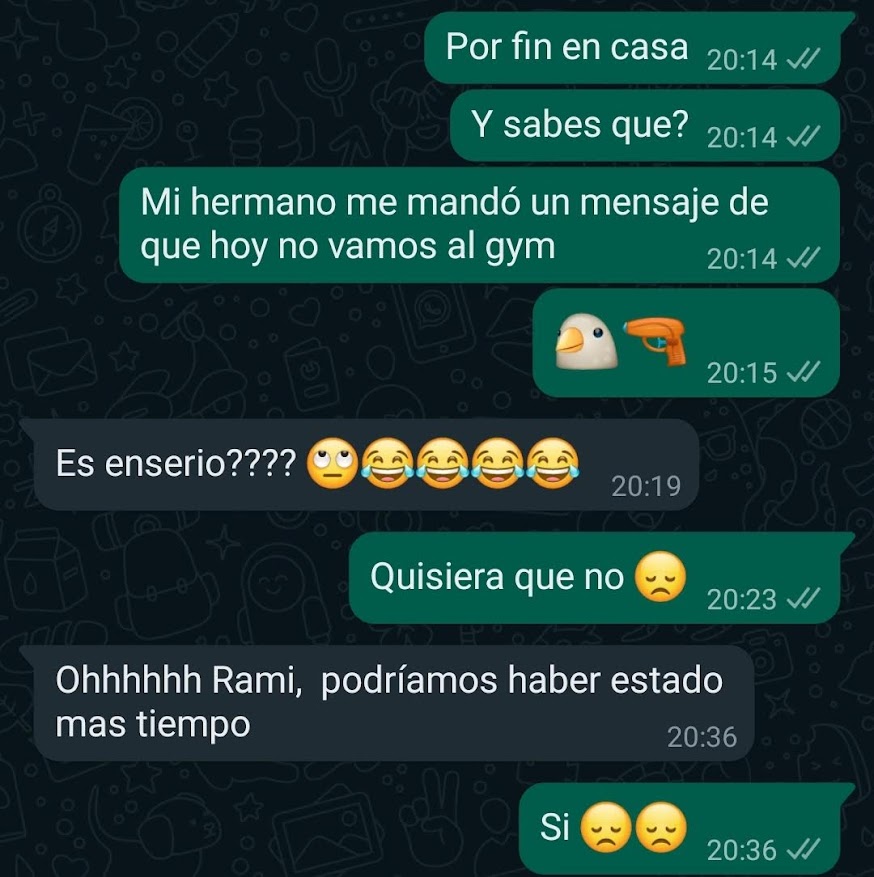 Por fin en casa 20:14
Y sabes que? 20:14
Mi hermano me mandó un mensaje de
que hoy no vamos al gym 20:14
20:15
Es enserio???? 🙄😂😂😂😂 20:19
Quisiera que no 😞 20:23
Ohhhhhh Rami,  podríamos haber estado
mas tiempo 20:36
Si 😞😞 20:36